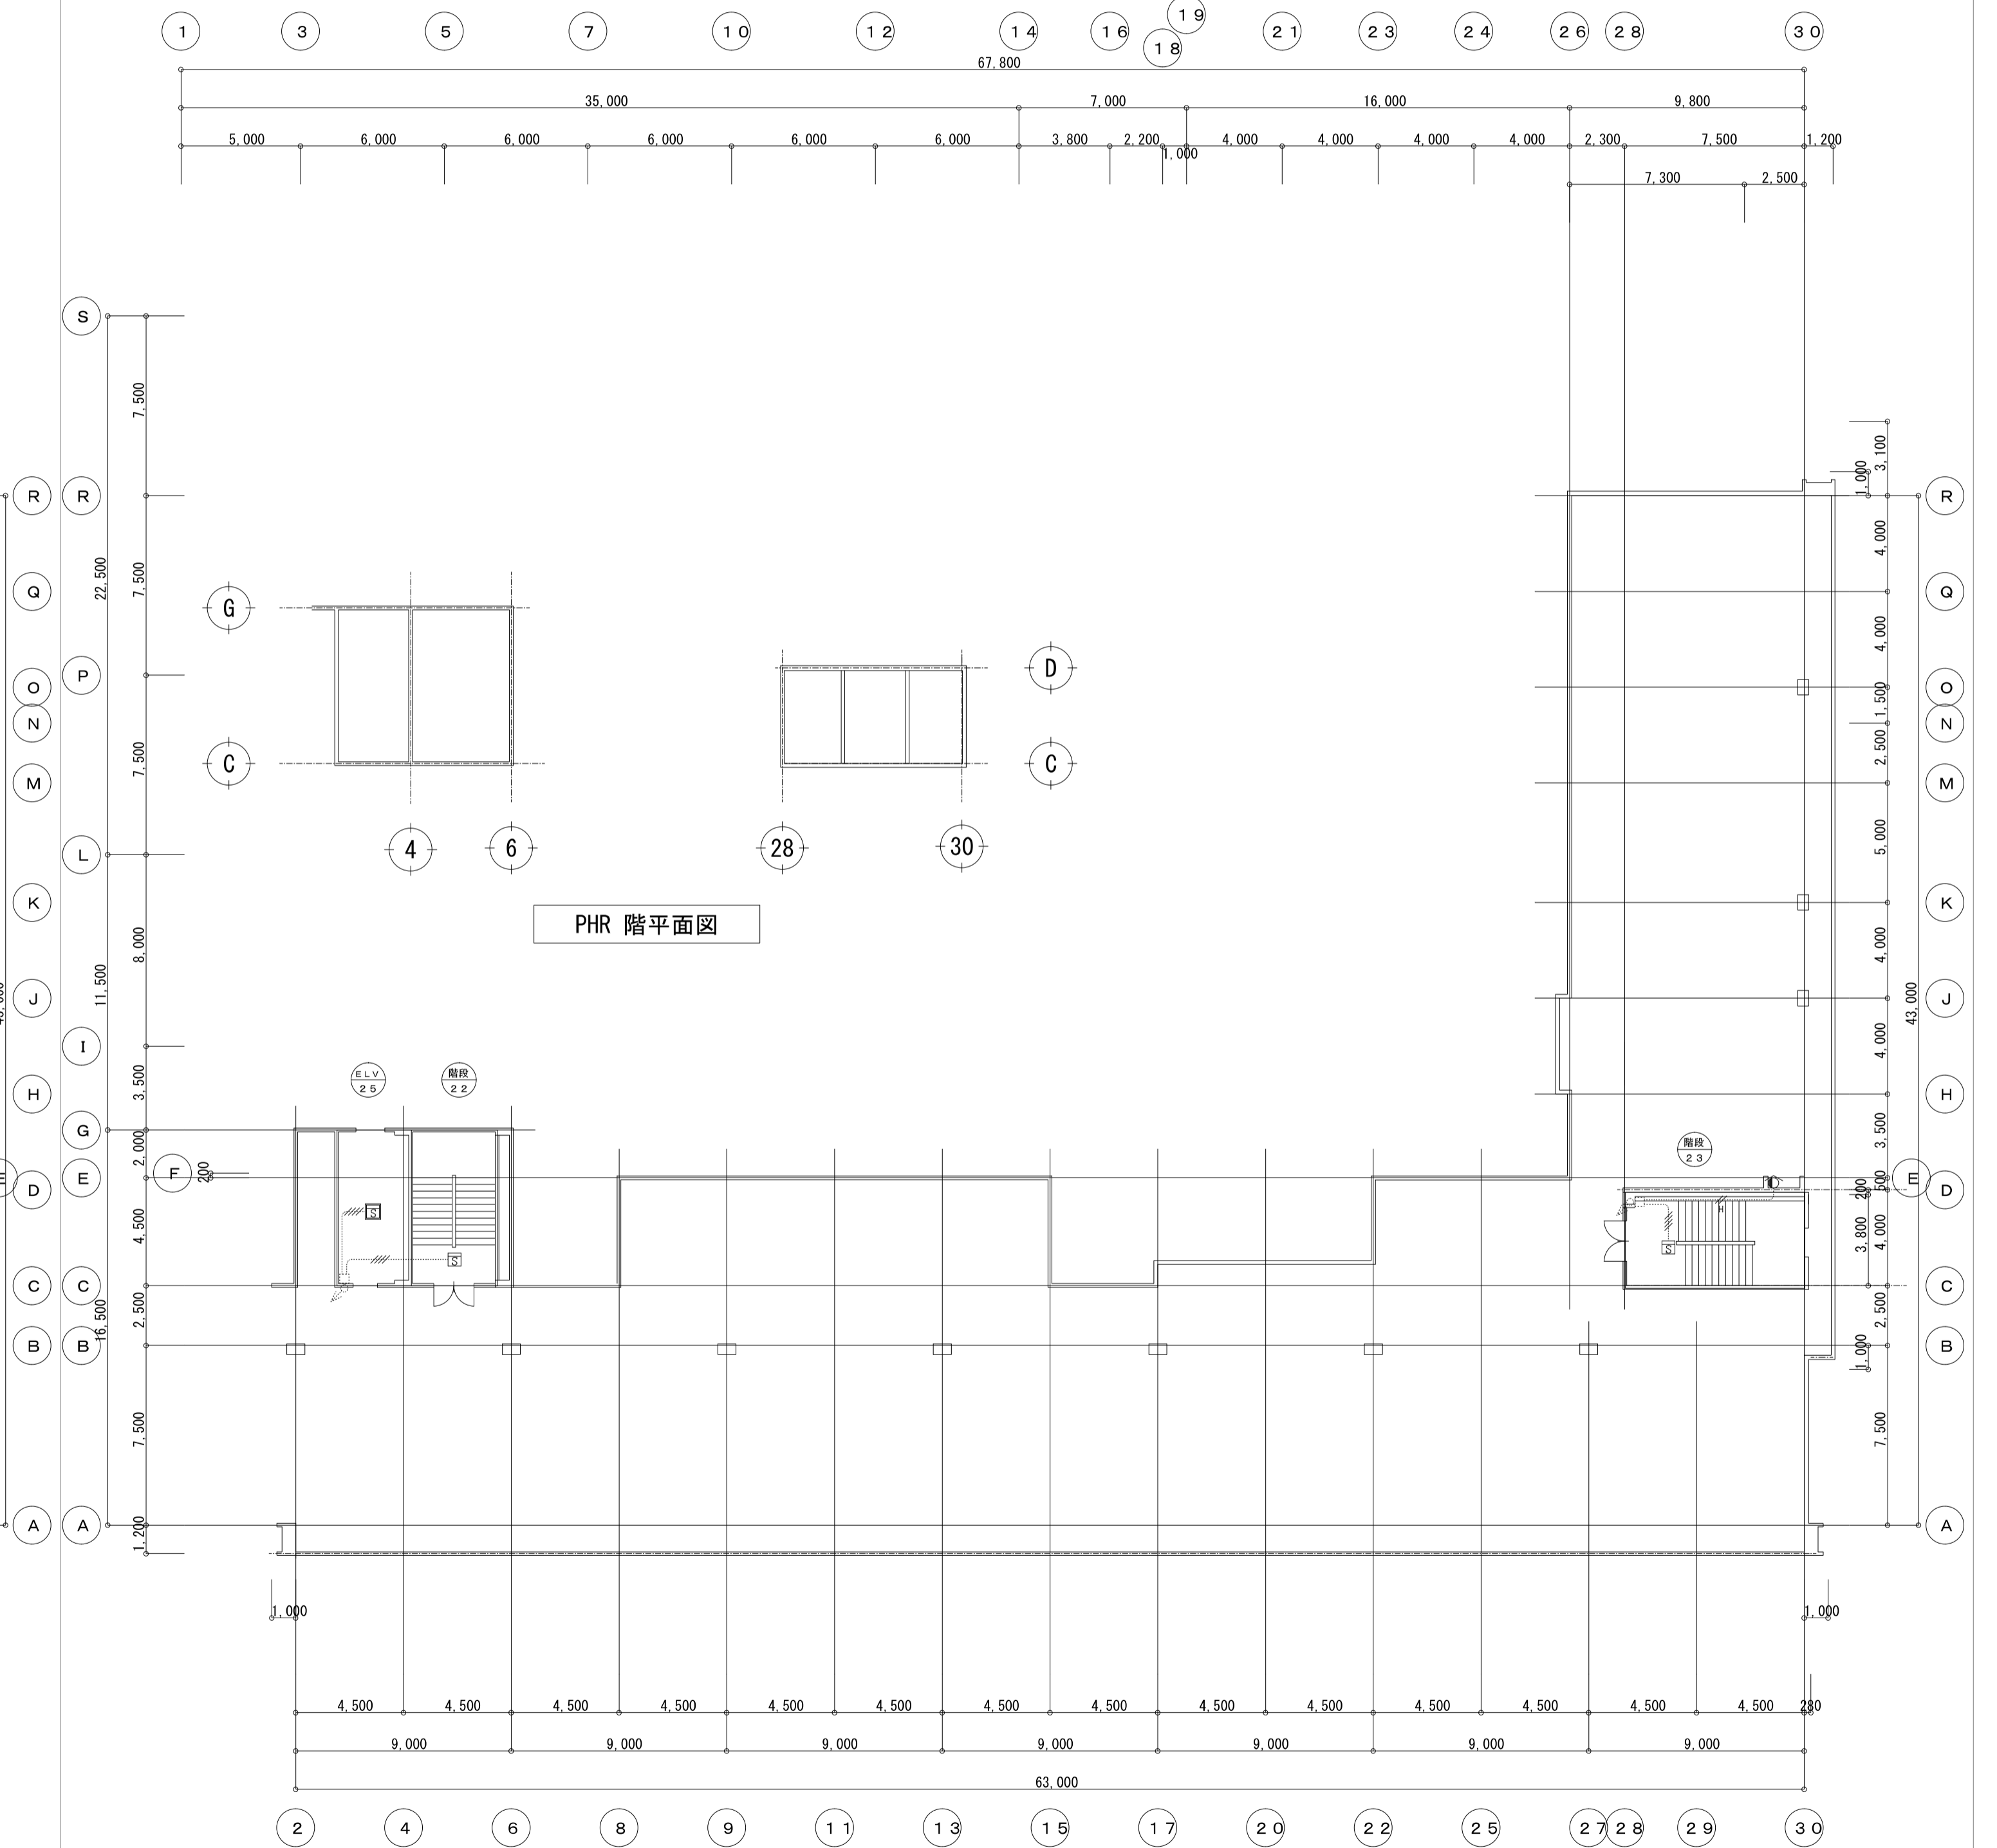 1 3 5 7 10 12 14 16 18 19 21 23 24 26 28 30
67,800
35,000 7,000 16,000 9,800
5,000 6,000 6,000 6,000 6,000 6,000 3,800 2,200 1,000 4,000 4,000 4,000 4,000 2,300 7,500 1,200
7,300 2,500
S
7,500
3,100
1,000
R R R
22,500
7,500
4,000
Q Q
G
4,000
P
D
O O
1,500
N N
7,500
C C
2,500
M M
4 6 28 30
5,000
L
K K
PHR 階平面図
8,000
4,000
11,500
J J
43,000
I
4,000
ELV
25
階段
22
3,500
H H
G
3,500
階段
23
2,000
F
200
E E
500
D D
200
S
H
4,500
3,800
4,000
S
S
C C C
16,500
2,500
2,500
B B B
1,000
7,500
7,500
A A A
1,200
1,000 1,000
4,500 4,500 4,500 4,500 4,500 4,500 4,500 4,500 4,500 4,500 4,500 4,500 4,500 4,500 280
9,000 9,000 9,000 9,000 9,000 9,000 9,000
63,000
2 4 6 8 9 11 13 15 17 20 22 25 27 28 29 30